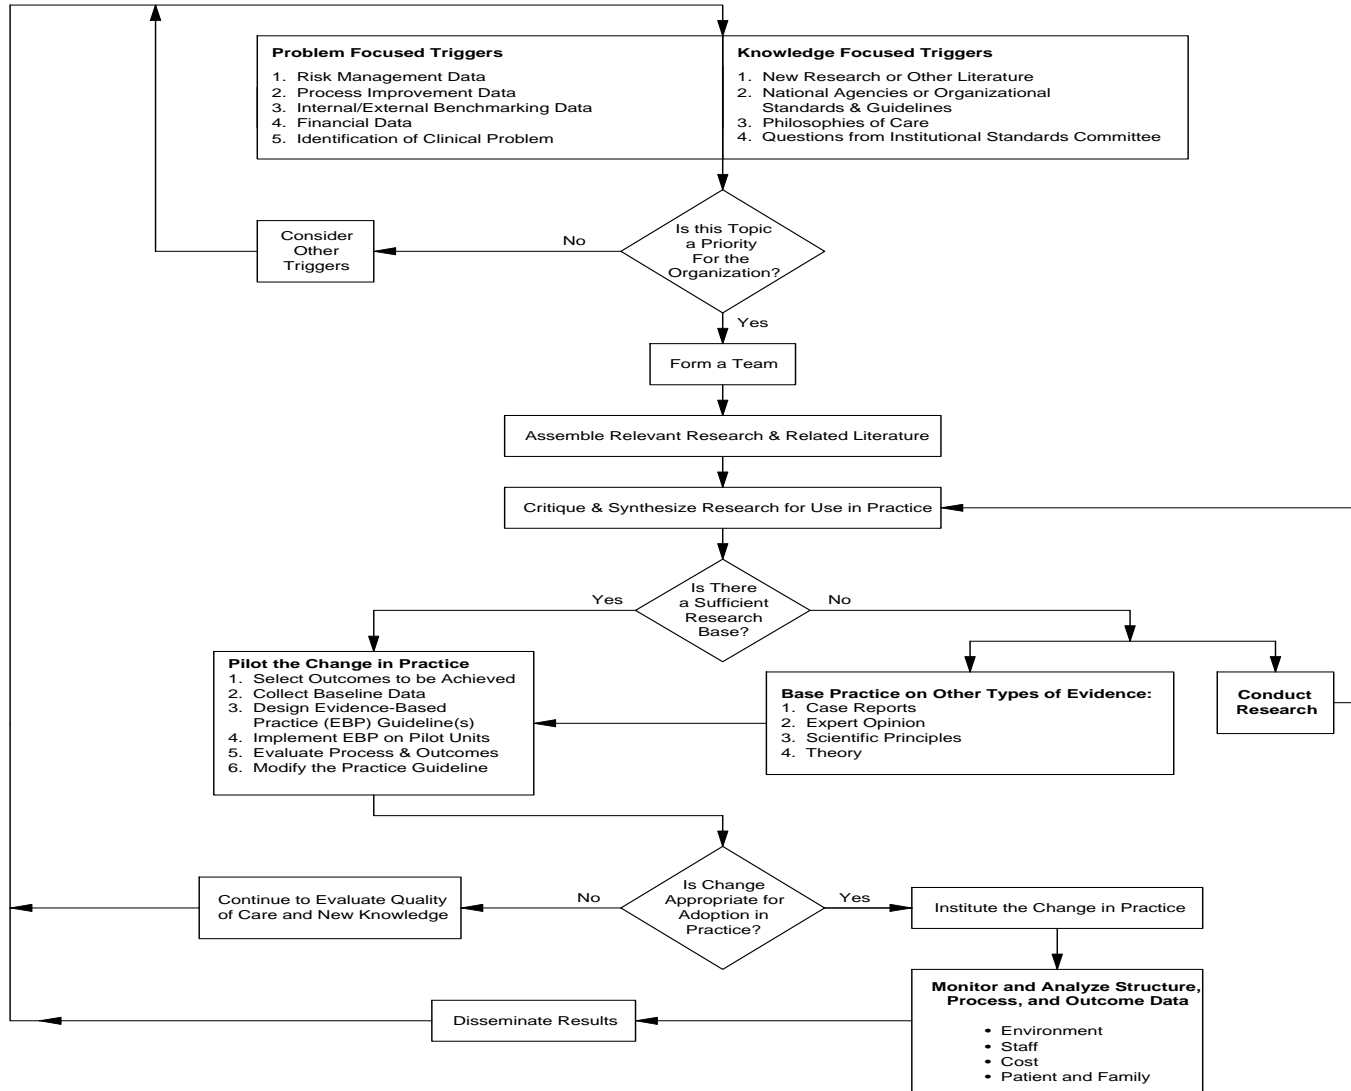 Problem Focused Triggers
1. Risk Management Data
2. Process Improvement Data
3. Internal/External Benchmarking Data
4. Financial Data
5. Identification of Clinical Problem
Knowledge Focused Triggers
1. New Research or Other Literature
2. National Agencies or Organizational
Standards & Guidelines
3. Philosophies of Care
4. Questions from Institutional Standards Committee
Consider
Other
Triggers
No
Is this Topic
a Priority
For the
Organization?
Yes
Form a Team
Assemble Relevant Research & Related Literature
Critique & Synthesize Research for Use in Practice
Yes
Is There
a Sufficient
Research
Base?
No
Pilot the Change in Practice
1. Select Outcomes to be Achieved
2. Collect Baseline Data
3. Design Evidence-Based
Practice (EBP) Guideline(s)
4. Implement EBP on Pilot Units
5. Evaluate Process & Outcomes
6. Modify the Practice Guideline
Base Practice on Other Types of Evidence:
1. Case Reports
2. Expert Opinion
3. Scientific Principles
4. Theory
Conduct
Research
Continue to Evaluate Quality
of Care and New Knowledge
No
Is Change
Appropriate for
Adoption in
Practice?
Yes
Institute the Change in Practice
Disseminate Results
Monitor and Analyze Structure,
Process, and Outcome Data
• Environment
• Staff
• Cost
• Patient and Family